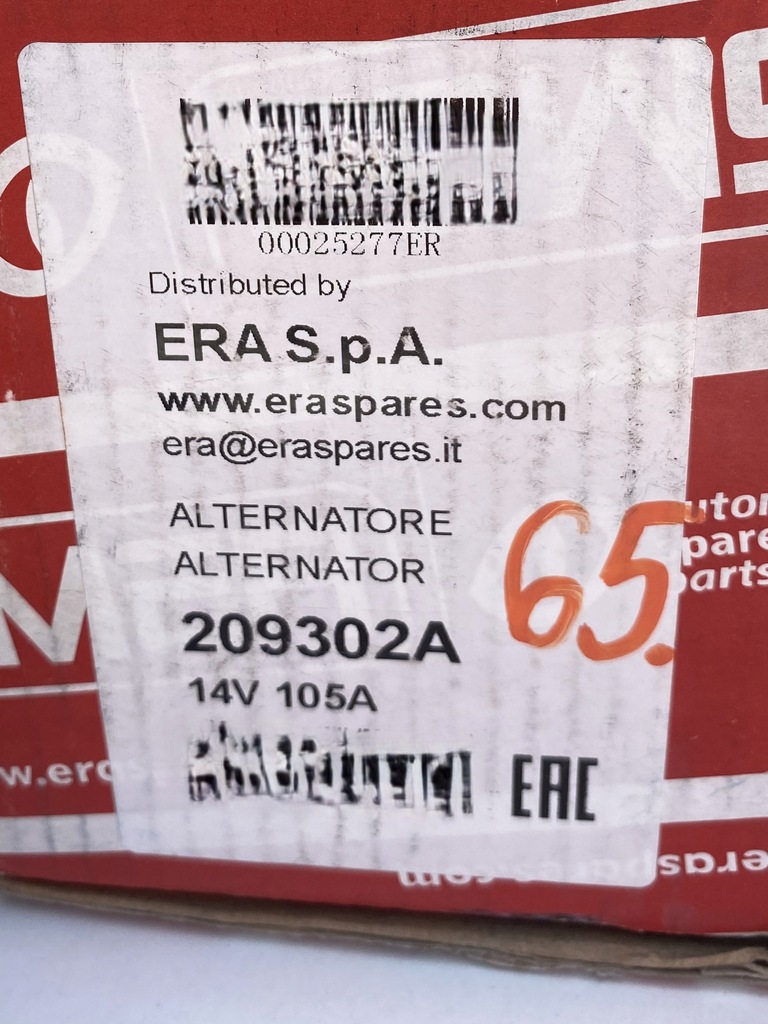 00025277ER
Distributed by
ERA S.p.A.
www.eraspares.com
era@eraspares.it
ALTERNATORE
ALTERNATOR
209302A
14V 105A
65.
EAC